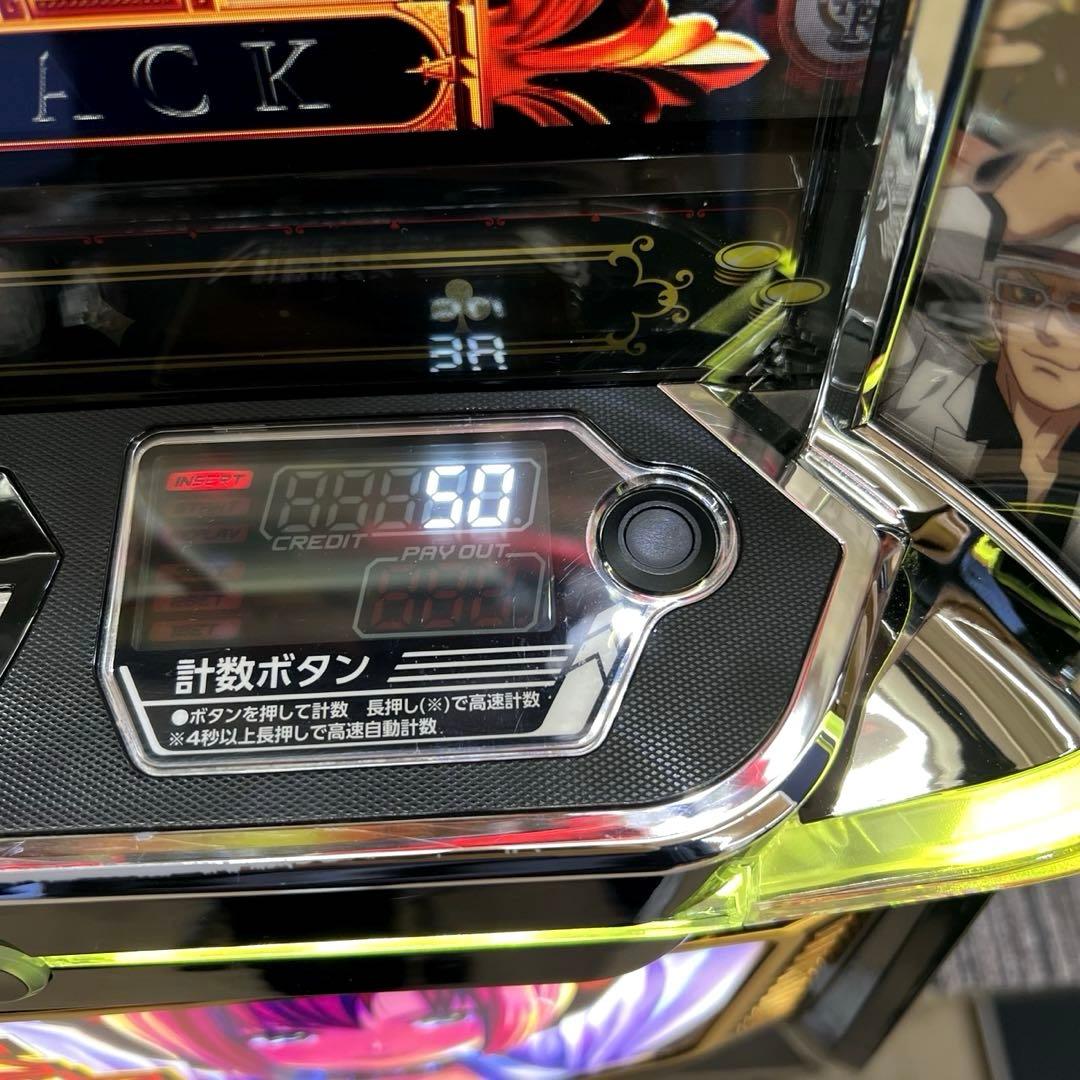 ACK
INSERT
50
CREDIT
PAY OUT
計数ボタン
●ボタンを押して計数 長押し(※)で高速計数
※4秒以上長押しで高速自動計数